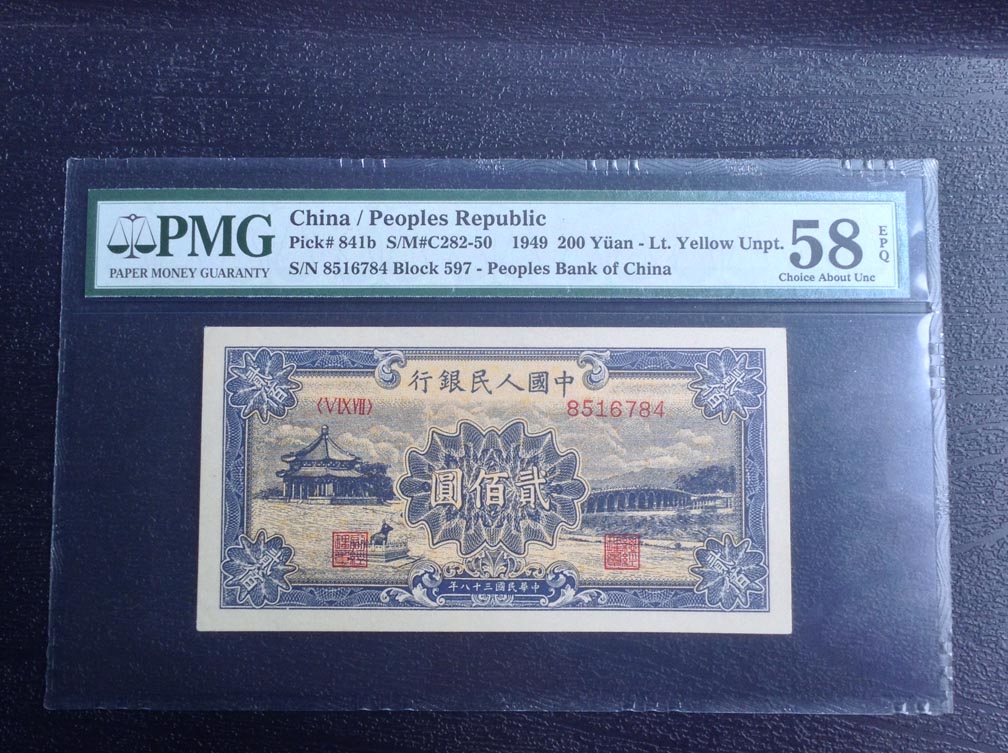 PMG
PAPER MONEY GUARANTY
China / Peoples Republic
Pick# 841b S/M#C282-50 1949 200 Yüan - Lt. Yellow Unpt.
S/N 8516784 Block 597 - Peoples Bank of China
58
EPQ
Choice About Unc
行銀民人國中
〈ⅤⅨⅦ〉
8516784
圓佰貳
年八十三國民華中